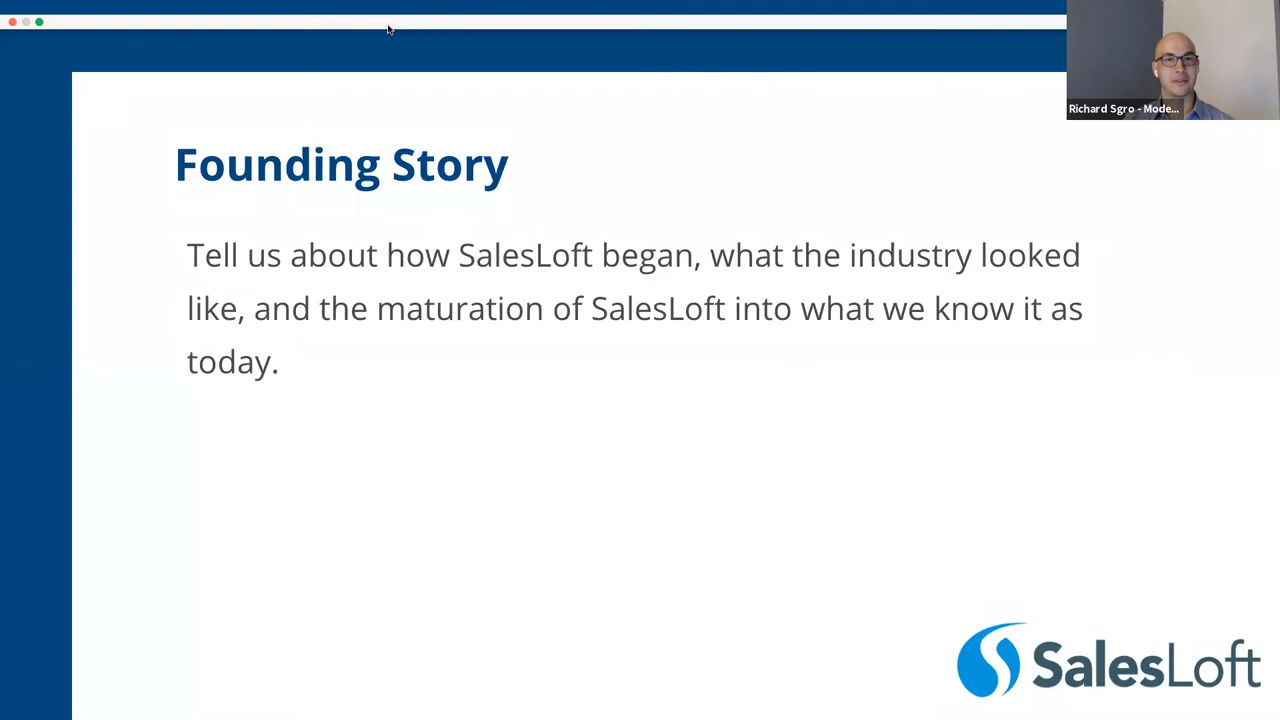 Richard Sgro - Mode...
Founding Story
Tell us about how SalesLoft began, what the industry looked
like, and the maturation of SalesLoft into what we know it as
today.
SalesLoft